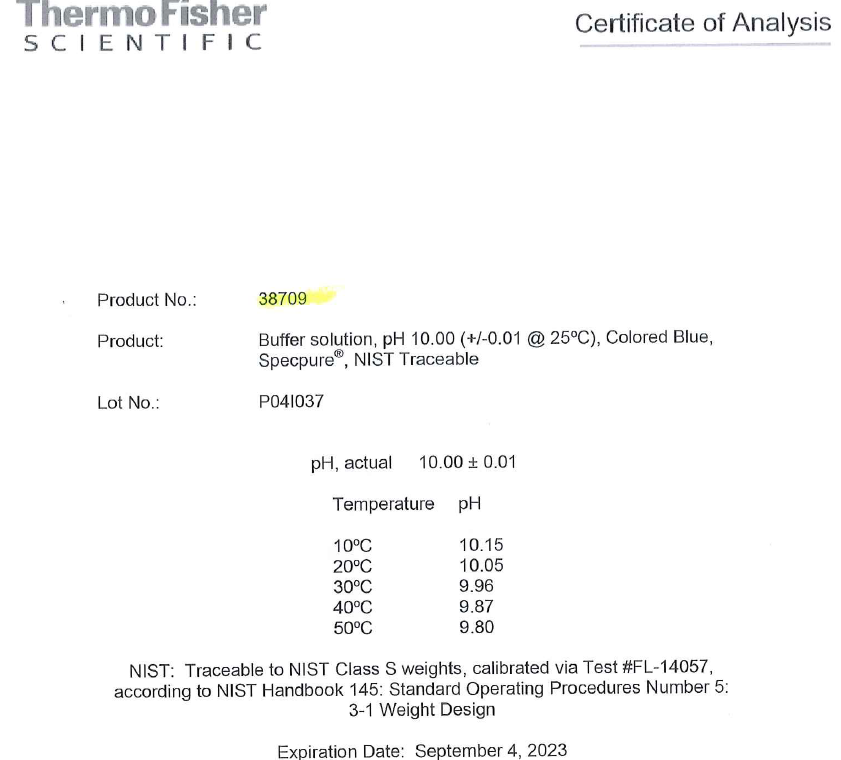 ThermoFisher
SCIENTIFIC
Certificate of Analysis
Product No.: 38709
Product: Buffer solution, pH 10.00 (+/-0.01 @ 25ºC), Colored Blue,
Specpure®, NIST Traceable
Lot No.: P04I037
pH, actual 10.00 ± 0.01
Temperature pH
10ºC 10.15
20ºC 10.05
30ºC 9.96
40ºC 9.87
50ºC 9.80
NIST: Traceable to NIST Class S weights, calibrated via Test #FL-14057,
according to NIST Handbook 145: Standard Operating Procedures Number 5:
3-1 Weight Design
Expiration Date: September 4, 2023